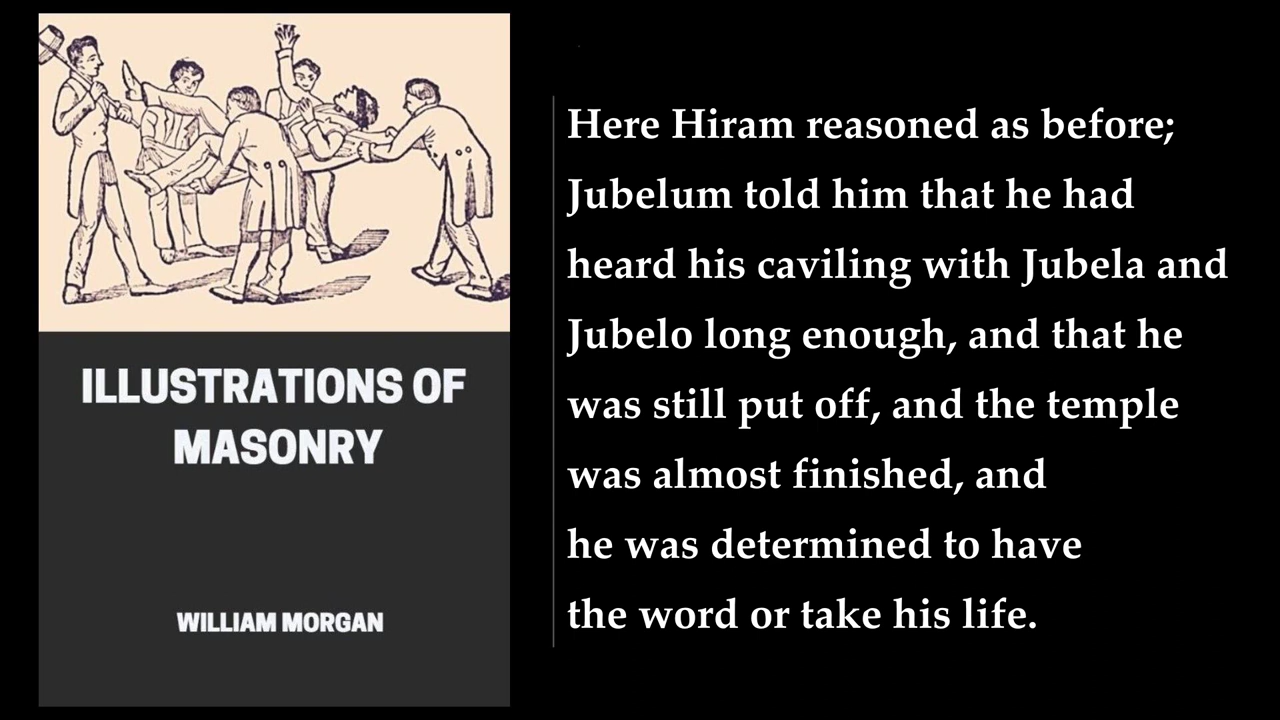 ILLUSTRATIONS OF
MASONRY
WILLIAM MORGAN
Here Hiram reasoned as before;
Jubelum told him that he had
heard his caviling with Jubela and
Jubelo long enough, and that he
was still put off, and the temple
was almost finished, and
he was determined to have
the word or take his life.